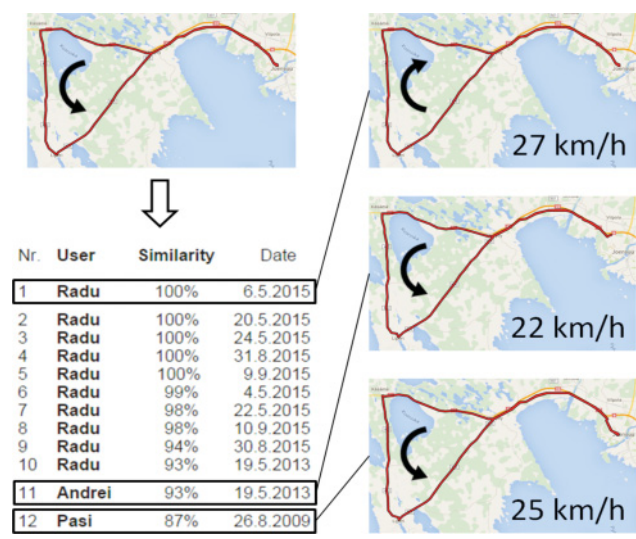 Nr. User Similarity Date
1 Radu 100% 6.5.2015
2 Radu 100% 20.5.2015
3 Radu 100% 24.5.2015
4 Radu 100% 31.8.2015
5 Radu 100% 9.9.2015
6 Radu 99% 4.5.2015
7 Radu 98% 22.5.2015
8 Radu 98% 10.9.2015
9 Radu 94% 30.8.2015
10 Radu 93% 19.5.2013
11 Andrei 93% 19.5.2013
12 Pasi 87% 26.8.2009
27 km/h
22 km/h
25 km/h